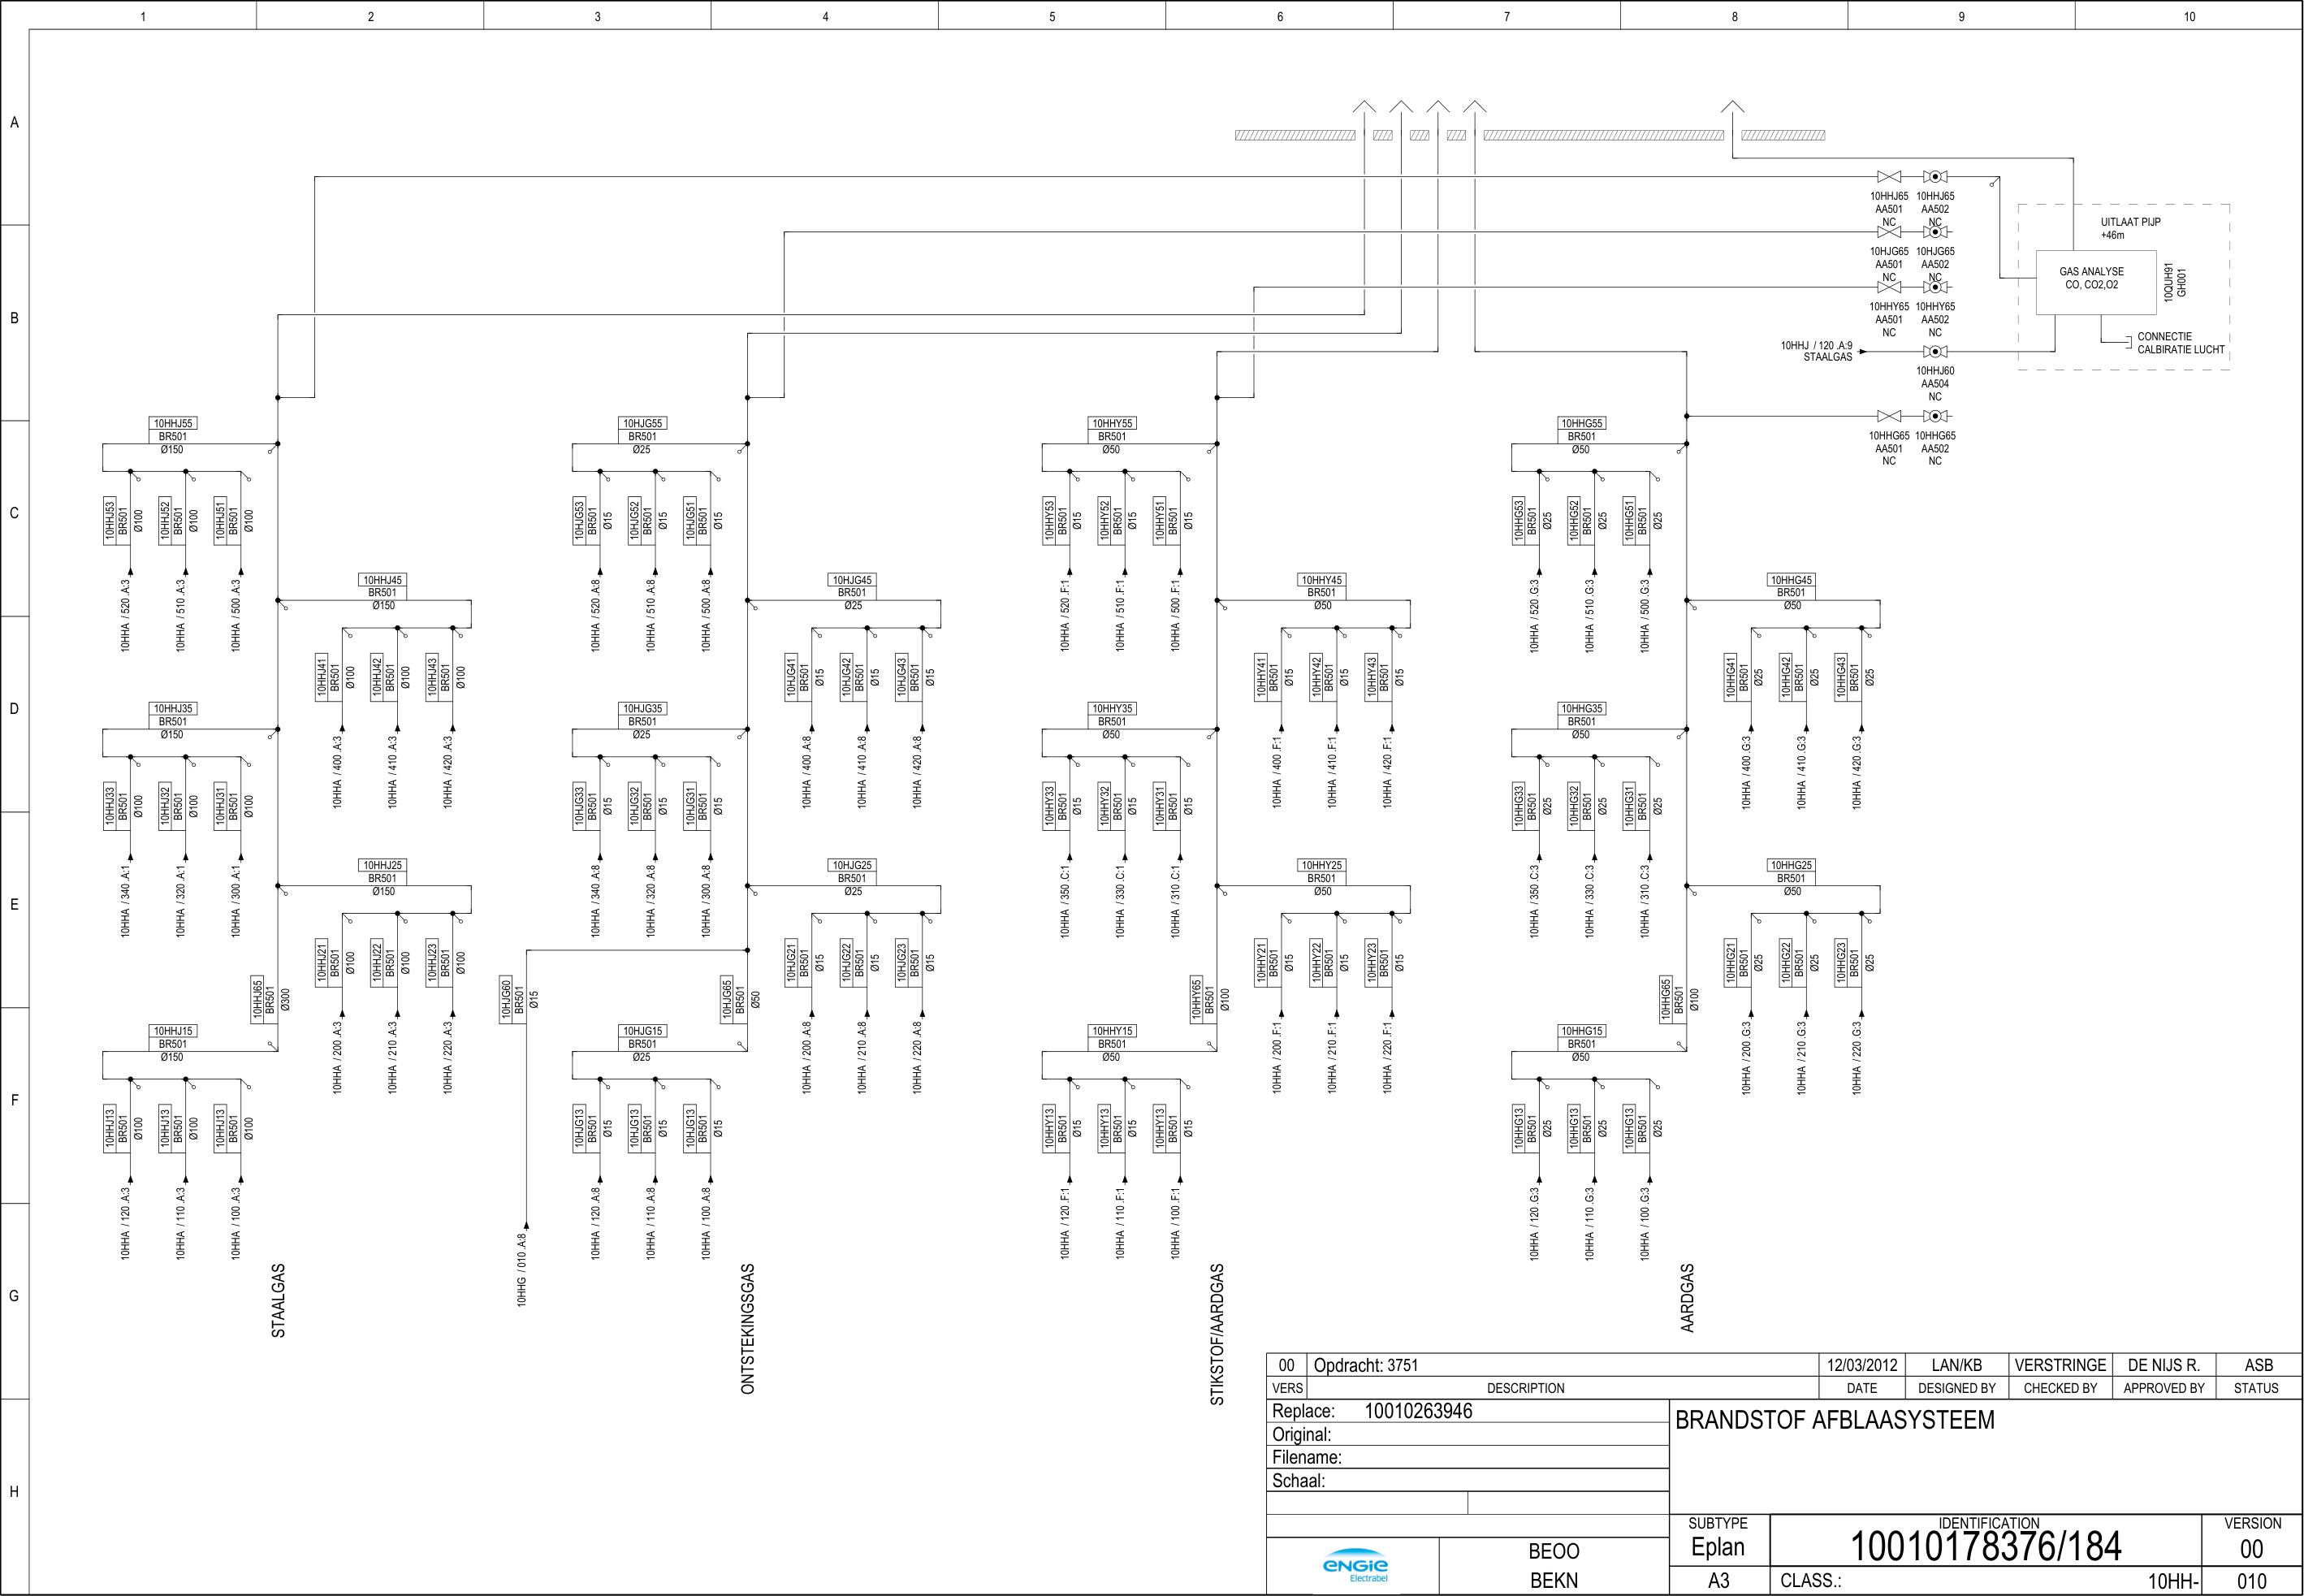 1 2 3 4 5 6 7 8 9 10
A
B
C
D
E
F
G
H
10HHJ65 10HHJ65
AA501 AA502
NC NC
10HJG65 10HJG65
AA501 AA502
NC NC
10HHY65 10HHY65
AA501 AA502
NC NC
10HHJ / 120 .A:9
STAALGAS
10HHJ60
AA504
NC
10HHG65 10HHG65
AA501 AA502
NC NC
UITLAAT PIJP
+46m
GAS ANALYSE
CO, CO2,O2
10QUH91
GH001
CONNECTIE
CALBIRATIE LUCHT
10HHJ55
BR501
Ø150
10HHJ53
BR501
Ø100
10HHJ52
BR501
Ø100
10HHJ51
BR501
Ø100
10HHA / 520 .A:3
10HHA / 510 .A:3
10HHA / 500 .A:3
10HHJ45
BR501
Ø150
10HHJ41
BR501
Ø100
10HHJ42
BR501
Ø100
10HHJ43
BR501
Ø100
10HHA / 400 .A:3
10HHA / 410 .A:3
10HHA / 420 .A:3
10HHJ35
BR501
Ø150
10HHJ33
BR501
Ø100
10HHJ32
BR501
Ø100
10HHJ31
BR501
Ø100
10HHA / 340 .A:1
10HHA / 320 .A:1
10HHA / 300 .A:1
10HHJ25
BR501
Ø150
10HHJ21
BR501
Ø100
10HHJ22
BR501
Ø100
10HHJ23
BR501
Ø100
10HHA / 200 .A:3
10HHA / 210 .A:3
10HHA / 220 .A:3
10HHJ65
BR501
Ø300
10HHJ15
BR501
Ø150
10HHJ13
BR501
Ø100
10HHJ13
BR501
Ø100
10HHJ13
BR501
Ø100
10HHA / 120 .A:3
10HHA / 110 .A:3
10HHA / 100 .A:3
STAALGAS
10HJG55
BR501
Ø25
10HJG53
BR501
Ø15
10HJG52
BR501
Ø15
10HJG51
BR501
Ø15
10HHA / 520 .A:8
10HHA / 510 .A:8
10HHA / 500 .A:8
10HJG45
BR501
Ø25
10HJG41
BR501
Ø15
10HJG42
BR501
Ø15
10HJG43
BR501
Ø15
10HHA / 400 .A:8
10HHA / 410 .A:8
10HHA / 420 .A:8
10HJG35
BR501
Ø25
10HJG33
BR501
Ø15
10HJG32
BR501
Ø15
10HJG31
BR501
Ø15
10HHA / 340 .A:8
10HHA / 320 .A:8
10HHA / 300 .A:8
10HJG25
BR501
Ø25
10HJG21
BR501
Ø15
10HJG22
BR501
Ø15
10HJG23
BR501
Ø15
10HHA / 200 .A:8
10HHA / 210 .A:8
10HHA / 220 .A:8
10HJG60
BR501
Ø15
10HHG / 010 .A:8
10HJG65
BR501
Ø50
10HJG15
BR501
Ø25
10HJG13
BR501
Ø15
10HJG13
BR501
Ø15
10HJG13
BR501
Ø15
10HHA / 120 .A:8
10HHA / 110 .A:8
10HHA / 100 .A:8
ONTSTEKINGSGAS
10HHY55
BR501
Ø50
10HHY53
BR501
Ø15
10HHY52
BR501
Ø15
10HHY51
BR501
Ø15
10HHA / 520 .F:1
10HHA / 510 .F:1
10HHA / 500 .F:1
10HHY45
BR501
Ø50
10HHY41
BR501
Ø15
10HHY42
BR501
Ø15
10HHY43
BR501
Ø15
10HHA / 400 .F:1
10HHA / 410 .F:1
10HHA / 420 .F:1
10HHY35
BR501
Ø50
10HHY33
BR501
Ø15
10HHY32
BR501
Ø15
10HHY31
BR501
Ø15
10HHA / 350 .C:1
10HHA / 330 .C:1
10HHA / 310 .C:1
10HHY25
BR501
Ø50
10HHY21
BR501
Ø15
10HHY22
BR501
Ø15
10HHY23
BR501
Ø15
10HHA / 200 .F:1
10HHA / 210 .F:1
10HHA / 220 .F:1
10HHY65
BR501
Ø100
10HHY15
BR501
Ø50
10HHY13
BR501
Ø15
10HHY13
BR501
Ø15
10HHY13
BR501
Ø15
10HHA / 120 .F:1
10HHA / 110 .F:1
10HHA / 100 .F:1
STIKSTOF/AARDGAS
10HHG55
BR501
Ø50
10HHG53
BR501
Ø25
10HHG52
BR501
Ø25
10HHG51
BR501
Ø25
10HHA / 520 .G:3
10HHA / 510 .G:3
10HHA / 500 .G:3
10HHG45
BR501
Ø50
10HHG41
BR501
Ø25
10HHG42
BR501
Ø25
10HHG43
BR501
Ø25
10HHA / 400 .G:3
10HHA / 410 .G:3
10HHA / 420 .G:3
10HHG35
BR501
Ø50
10HHG33
BR501
Ø25
10HHG32
BR501
Ø25
10HHG31
BR501
Ø25
10HHA / 350 .C:3
10HHA / 330 .C:3
10HHA / 310 .C:3
10HHG25
BR501
Ø50
10HHG21
BR501
Ø25
10HHG22
BR501
Ø25
10HHG23
BR501
Ø25
10HHA / 200 .G:3
10HHA / 210 .G:3
10HHA / 220 .G:3
10HHG65
BR501
Ø100
10HHG15
BR501
Ø50
10HHG13
BR501
Ø25
10HHG13
BR501
Ø25
10HHG13
BR501
Ø25
10HHA / 120 .G:3
10HHA / 110 .G:3
10HHA / 100 .G:3
AARDGAS
00 Opdracht: 3751 12/03/2012 LAN/KB VERSTRINGE DE NIJS R. ASB
VERS DESCRIPTION DATE DESIGNED BY CHECKED BY APPROVED BY STATUS
Replace: 10010263946
Original:
Filename:
Schaal:
BRANDSTOF AFBLAASYSTEEM
SUBTYPE IDENTIFICATION VERSION
Eplan 10010178376/184 00
A3 CLASS.: 10HH- 010
ENGIE
Electrabel
BEOO
BEKN